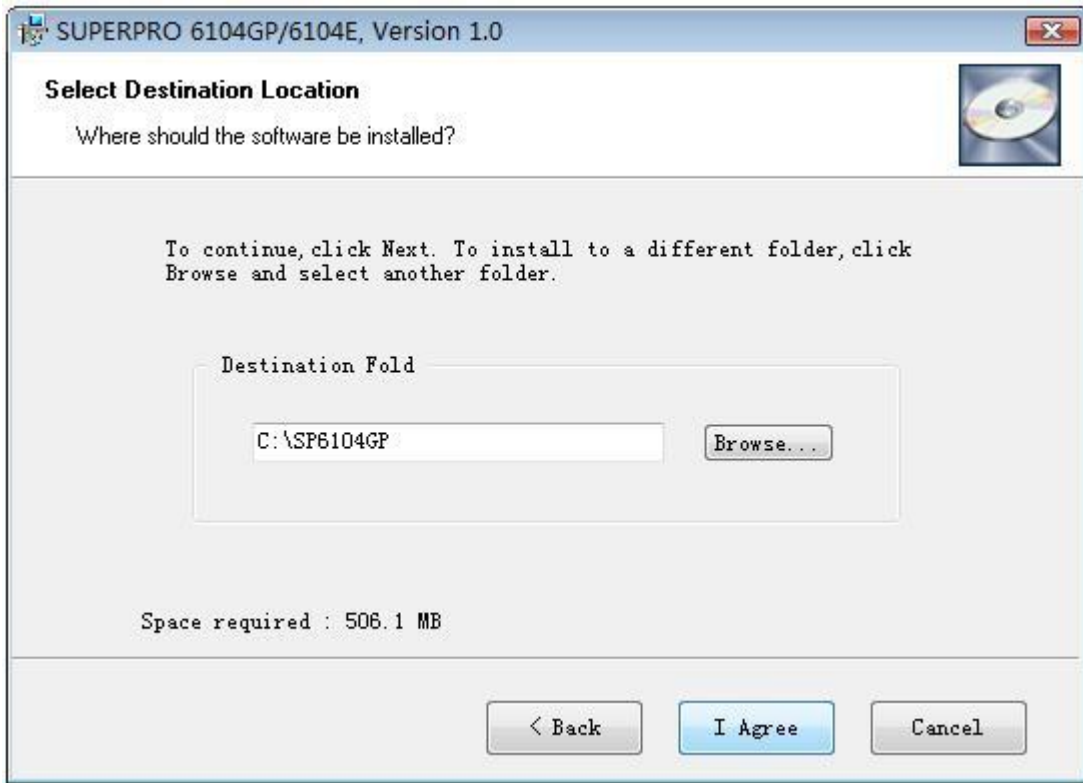 SUPERPRO 6104GP/6104E, Version 1.0
Select Destination Location
Where should the software be installed?
To continue,click Next. To install to a different folder,click
Browse and select another folder.
Destination Fold
C:\SP6104GP
Browse...
Space required : 506.1 MB
< Back
I Agree
Cancel